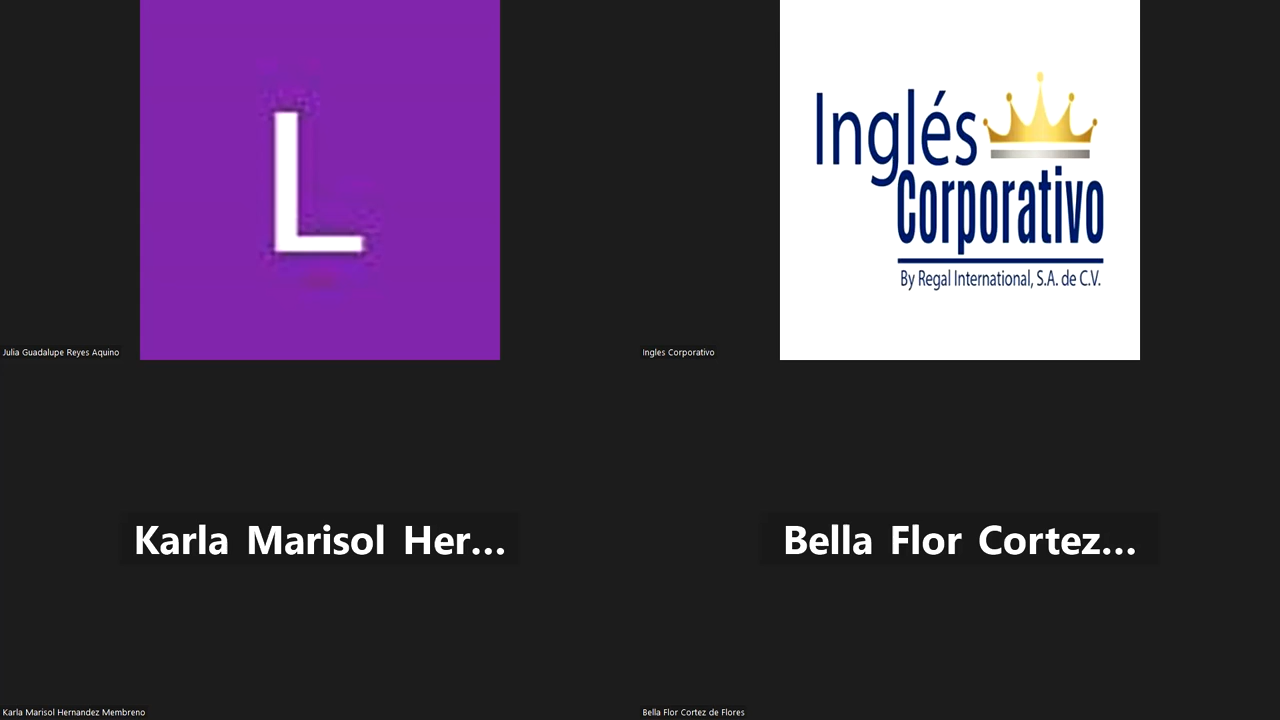 L
Inglés
Corporativo
By Regal International, S.A. de C.V.
Julia Guadalupe Reyes Aquino
Ingles Corporativo
Karla Marisol Her...
Bella Flor Cortez...
Karla Marisol Hernandez Membreno
Bella Flor Cortez de Flores